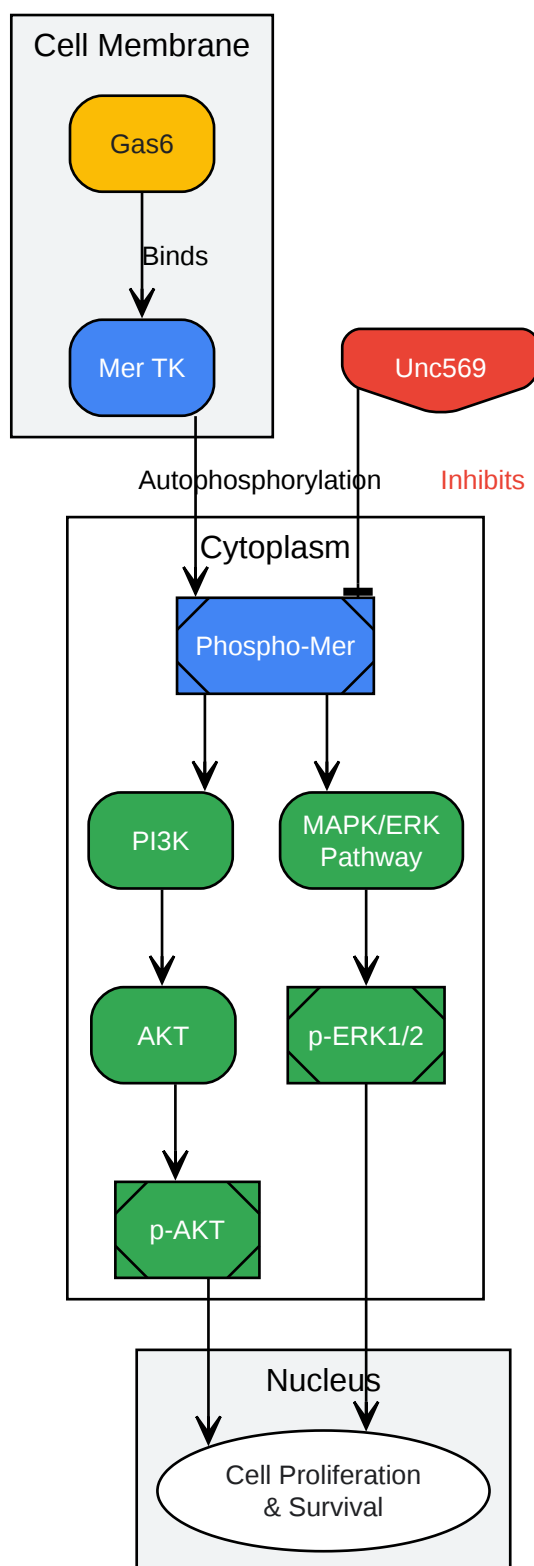 Cell Membrane
Gas6
Binds
Mer TK
Unc569
Autophosphorylation
Inhibits
Cytoplasm
Phospho-Mer
PI3K
MAPK/ERK
Pathway
AKT
p-ERK1/2
p-AKT
Nucleus
Cell Proliferation
& Survival